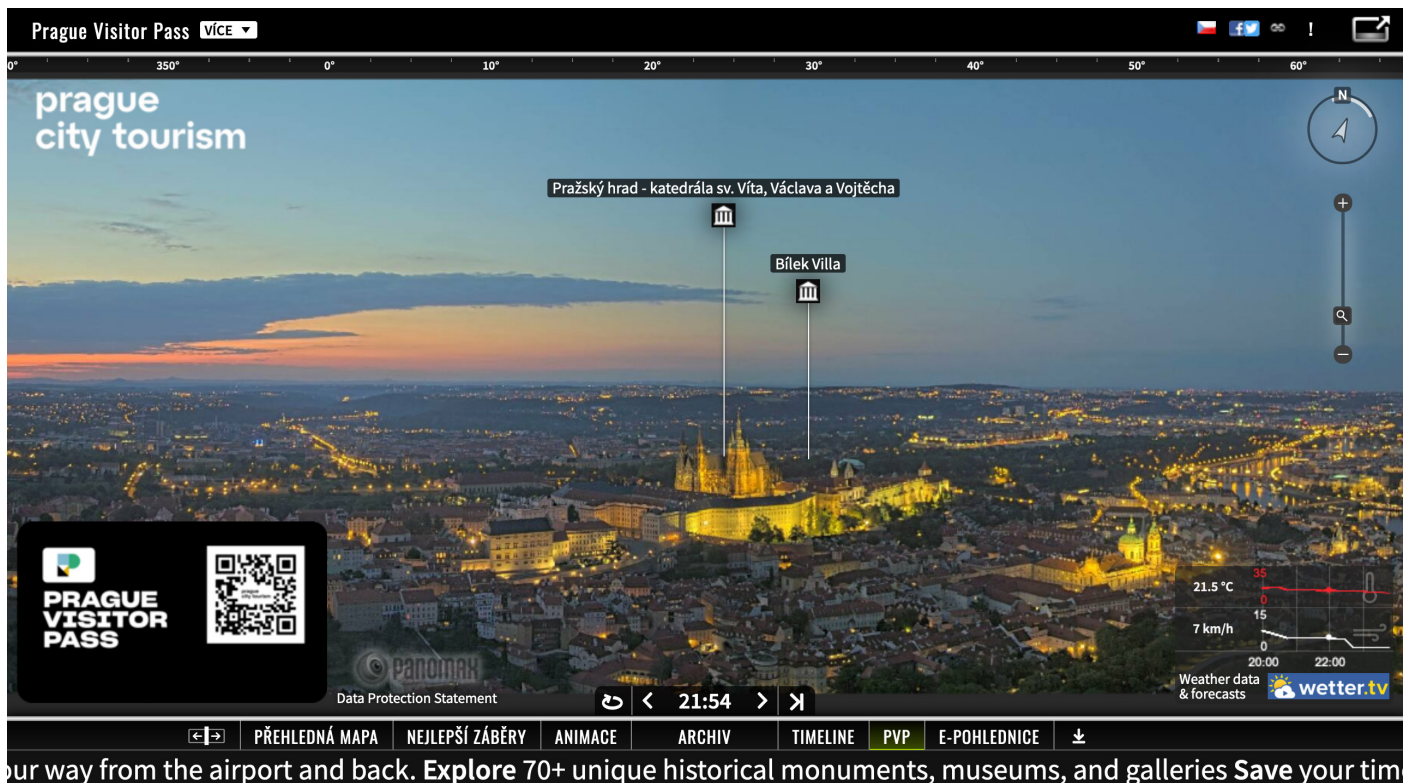 Prague Visitor Pass VÍCE
!
0° 350° 0° 10° 20° 30° 40° 50° 60°
prague
city tourism
N
Pražský hrad - katedrála sv. Víta, Václava a Vojtěcha
Bílek Villa
PRAGUE
VISITOR
PASS
prague
city tourism
panomax
Data Protection Statement
21:54
21.5 °C
35
0
7 km/h
15
0
20:00 22:00
Weather data
& forecasts
wetter.tv
PŘEHLEDNÁ MAPA NEJLEPŠÍ ZÁBĚRY ANIMACE ARCHIV TIMELINE PVP E-POHLEDNICE
our way from the airport and back. Explore 70+ unique historical monuments, museums, and galleries Save your time